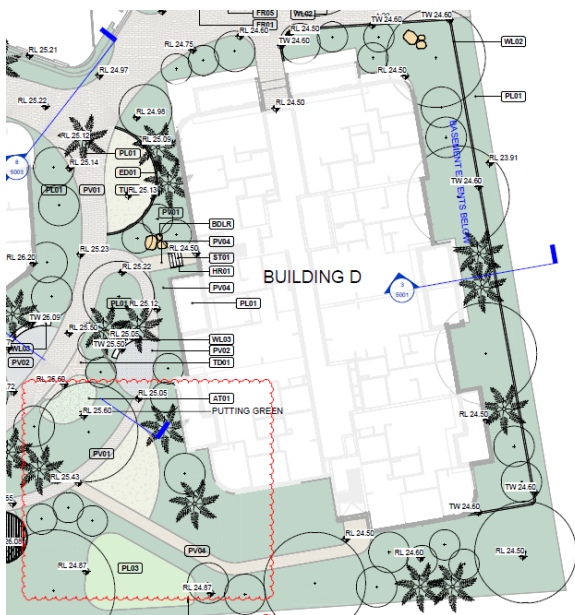 FR05
WL02
TW 24.60
FR01
RL 24.60
RL 24.50
TW 24.60
RL 25.21
RL 24.75
WL02
RL 24.97
RL 24.50
PL01
RL 25.22
RL 24.98
RL 24.50
RL 25.12
RL 25.09
BASEMENT EXTENTS BELOW
PL01
RL 25.14
RL 23.91
ED01
PL01
PV01
RL 25.13
TW 24.60
PV01
BDLR
PV04
RL 25.23
RL 24.50
ST01
RL 26.20
RL 25.22
HR01
BUILDING D
3
5001
PV04
PL01
RL 25.12
TW 26.09
RL 25.50
RL 25.05
WL03
TW 25.50
WL03
PV02
PV02
TD01
RL 25.60
RL 25.05
AT01
RL 25.60
PUTTING GREEN
RL 24.50
PV01
RL 25.43
TW 24.60
TW 24.60
RL 24.50
PV04
RL 24.60
RL 24.50
PL03
RL 24.87
RL 24.87